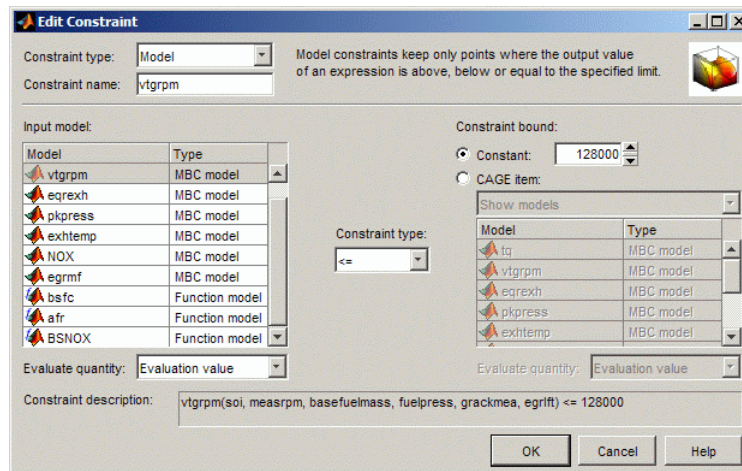 Edit Constraint
Constraint type: Model
Constraint name: vtgrpm
Model constraints keep only points where the output value
of an expression is above, below or equal to the specified limit.
Input model:
Model Type
vtgrpm MBC model
eqrexh MBC model
pkpress MBC model
exhtemp MBC model
NOX MBC model
egrmf MBC model
bsfc Function model
afr Function model
BSNOX Function model
Evaluate quantity: Evaluation value
Constraint type:
<=
Constraint bound:
Constant: 128000
CAGE item:
Show models
Model Type
tq MBC model
vtgrpm MBC model
eqrexh MBC model
pkpress MBC model
exhtemp MBC model
Evaluate quantity: Evaluation value
Constraint description: vtgrpm(soi, measrpm, basefuelmass, fuelpress, grackmea, egrlft) <= 128000
OK Cancel Help